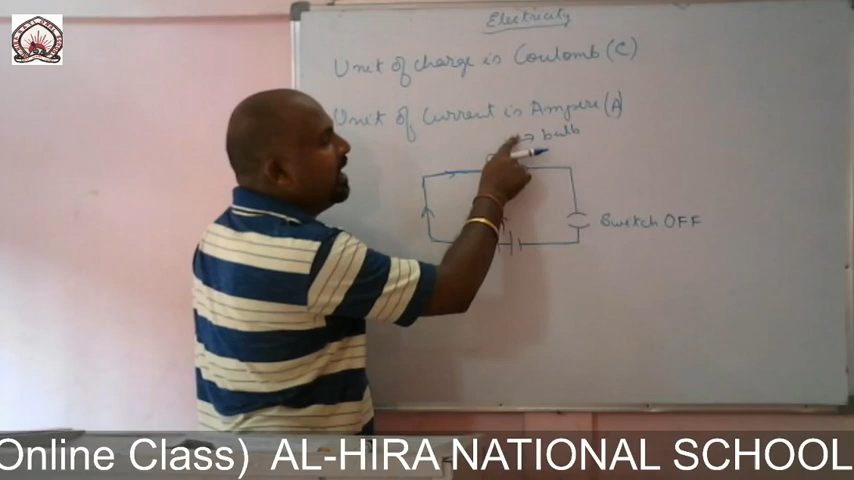 Electricity
Unit of charge is Coulomb (C)
Unit of Current is Ampere (A)
bulb
Switch OFF
Online Class) AL-HIRA NATIONAL SCHOOL